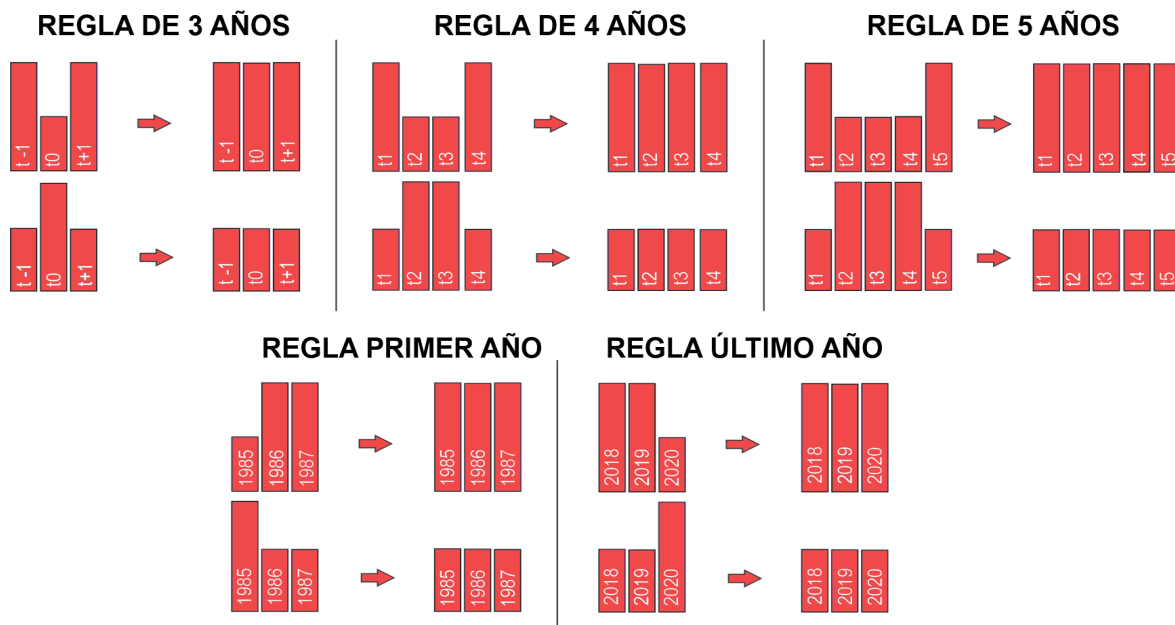 REGLA DE 3 AÑOS
REGLA DE 4 AÑOS
REGLA DE 5 AÑOS
t -1 t0 t+1
t -1 t0 t+1
t1 t2 t3 t4
t1 t2 t3 t4
t1 t2 t3 t4 t5
t1 t2 t3 t4 t5
t-1 t0 t+1
t-1 t0 t+1
t1 t2 t3 t4
t1 t2 t3 t4
t1 t2 t3 t4 t5
t1 t2 t3 t4 t5
REGLA PRIMER AÑO
REGLA ÚLTIMO AÑO
1985 1986 1987
1985 1986 1987
2018 2019 2020
2018 2019 2020
1985 1986 1987
1985 1986 1987
2018 2019 2020
2018 2019 2020